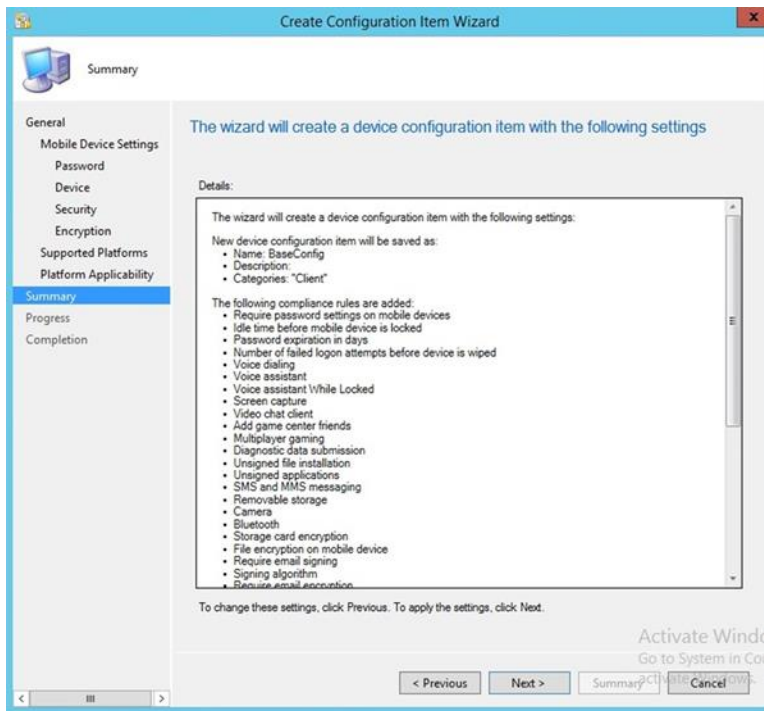 Create Configuration Item Wizard
x
Summary
General
Mobile Device Settings
Password
Device
Security
Encryption
Supported Platforms
Platform Applicability
Summary
Progress
Completion
The wizard will create a device configuration item with the following settings
Details:
The wizard will create a device configuration item with the following settings:
New device configuration item will be saved as:
• Name: BaseConfig
• Description:
• Categories: "Client"
The following compliance rules are added:
• Require password settings on mobile devices
• Idle time before mobile device is locked
• Password expiration in days
• Number of failed logon attempts before device is wiped
• Voice dialing
• Voice assistant
• Voice assistant While Locked
• Screen capture
• Video chat client
• Add game center friends
• Multiplayer gaming
• Diagnostic data submission
• Unsigned file installation
• Unsigned applications
• SMS and MMS messaging
• Removable storage
• Camera
• Bluetooth
• Storage card encryption
• File encryption on mobile device
• Require email signing
• Signing algorithm
• Require email encryption
To change these settings, click Previous. To apply the settings, click Next.
Activate Windo
Go to System in Co
activate Windows.
< Previous
Next >
Summary
Cancel